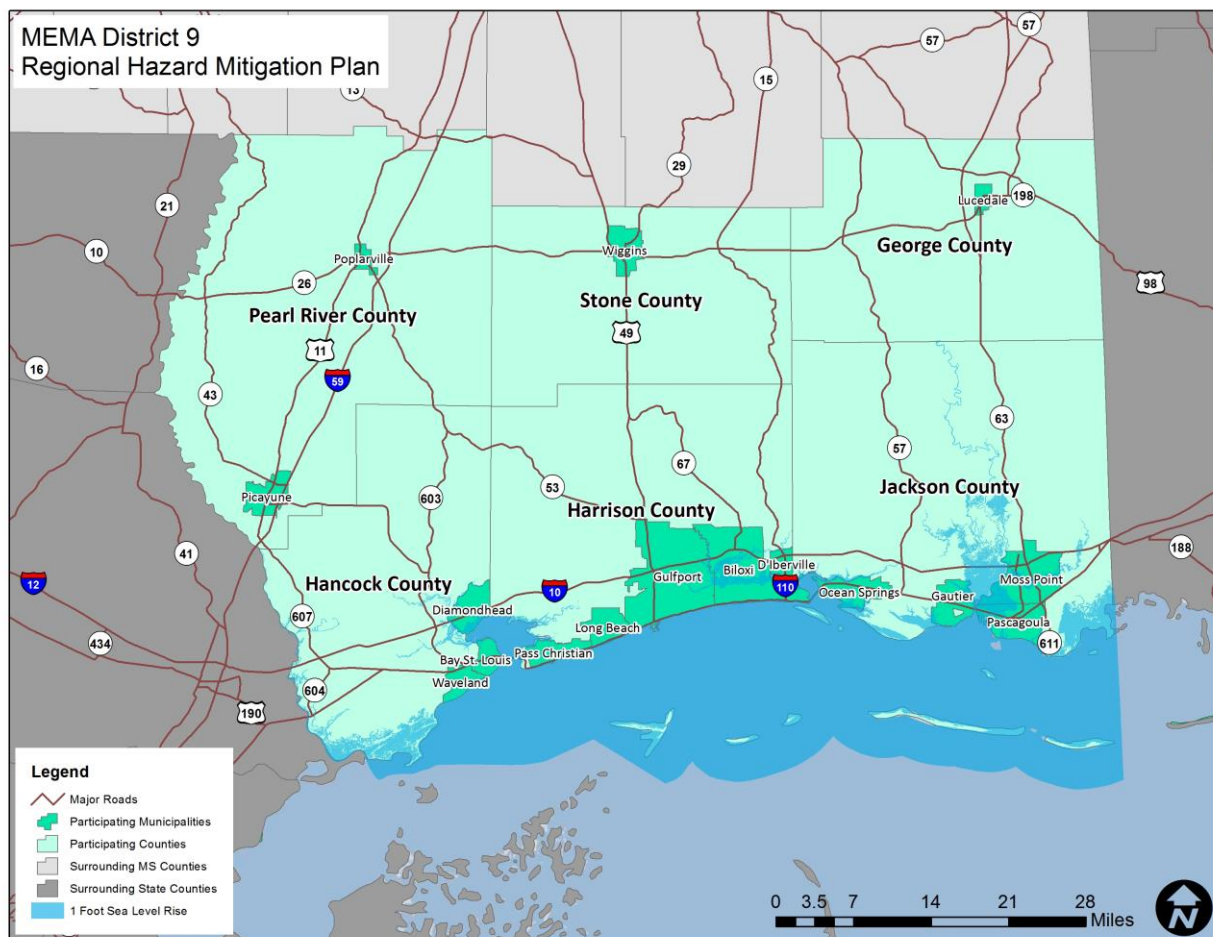 MEMA District 9
Regional Hazard Mitigation Plan
57
57
13
15
29
21
Lucedale
198
George County
10
Poplarville
Wiggins
26
98
Pearl River County
Stone County
49
11
16
59
43
63
57
67
Picayune
603
53
Jackson County
Harrison County
41
188
12
Hancock County
Gulfport
Biloxi
D'Iberville
Moss Point
10
110
Ocean Springs
Gautier
Diamondhead
607
Long Beach
Pascagoula
434
611
Bay St. Louis
Pass Christian
Waveland
604
190
Legend
Major Roads
Participating Municipalities
Participating Counties
Surrounding MS Counties
Surrounding State Counties
1 Foot Sea Level Rise
0 3.5 7 14 21 28
Miles
N